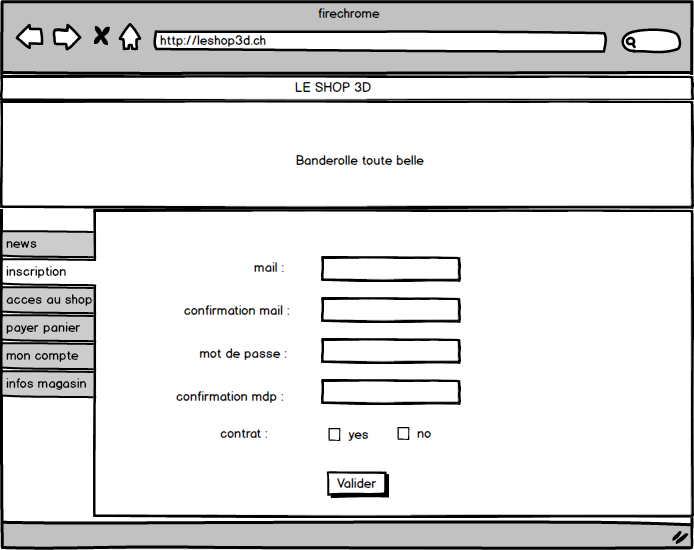 firechrome
http://leshop3d.ch
LE SHOP 3D
Banderolle toute belle
news
inscription
acces au shop
payer panier
mon compte
infos magasin
mail :
confirmation mail :
mot de passe :
confirmation mdp :
contrat :
yes
no
Valider